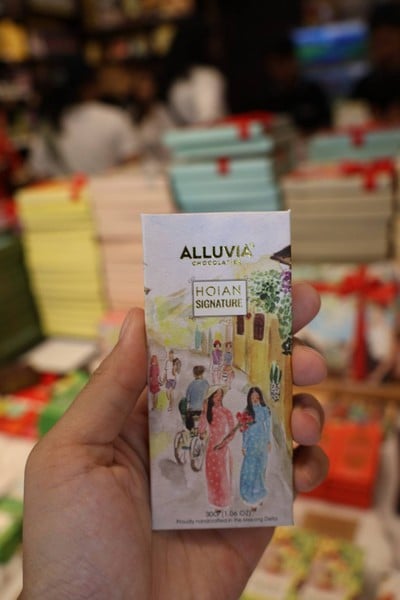 ALLUVIA
CHOCOLATE
HOIAN
SIGNATURE
30G (1.06 OZ)
Proudly handcrafted in the Mekong Delta